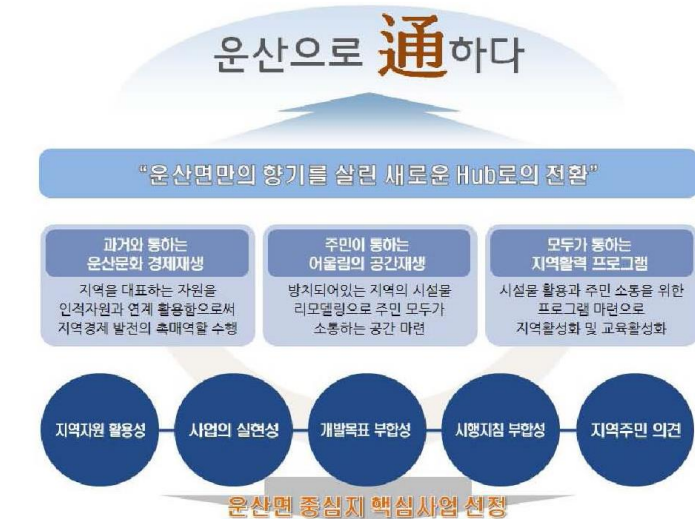 운산으로 通하다
“운산면만의 향기를 살린 새로운 Hub로의 전환”
과거와 통하는
운산문화 경제재생
지역을 대표하는 자원을
인적자원과 연계 활용함으로써
지역경제 발전의 촉매역할 수행
주민이 통하는
어울림의 공간재생
방치되어있는 지역의 시설물
리모델링으로 주민 모두가
소통하는 공간 마련
모두가 통하는
지역활력 프로그램
시설물 활용과 주민 소통을 위한
프로그램 마련으로
지역활성화 및 교육활성화
지역자원 활용성
사업의 실현성
개발목표 부합성
시행지침 부합성
지역주민 의견
운산면 중심지 핵심사업 선정